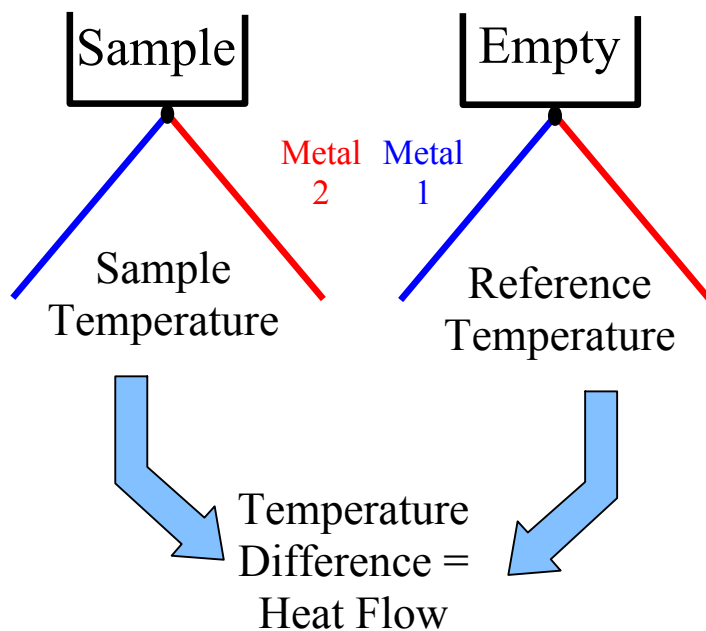 Sample
Empty
Metal
2
Metal
1
Sample
Temperature
Reference
Temperature
Temperature
Difference =
Heat Flow